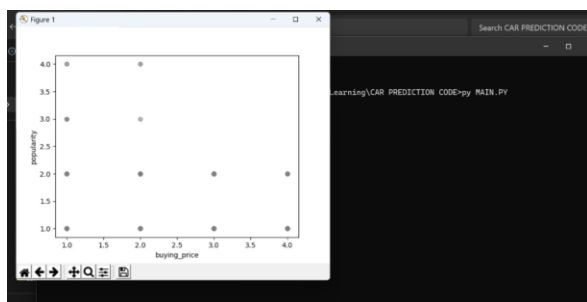 Figure 1
Search CAR PREDICTION CODE
Learning\CAR PREDICTION CODE>py MAIN.PY
popularity
4.0
3.5
3.0
2.5
2.0
1.5
1.0
1.0 1.5 2.0 2.5 3.0 3.5 4.0
buying_price